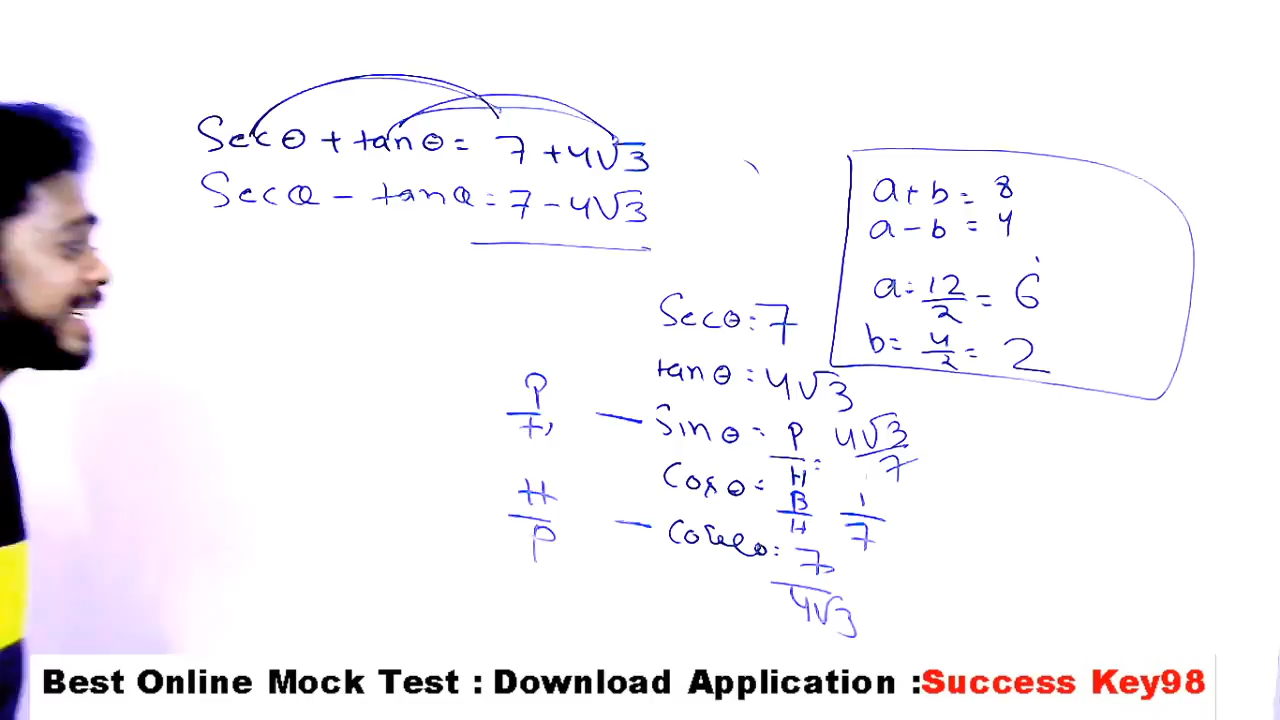 Secθ + tanθ = 7 + 4√3
Secθ - tanθ = 7 - 4√3
a + b = 8
a - b = 4
a = 12/2 = 6
b = 4/2 = 2
Secθ = 7
tanθ = 4√3
P/H — Sinθ = P/H = 4√3/7
Cosθ = B/H 1/7
H/P — Cosecθ = 7/4√3
Best Online Mock Test : Download Application :Success Key98